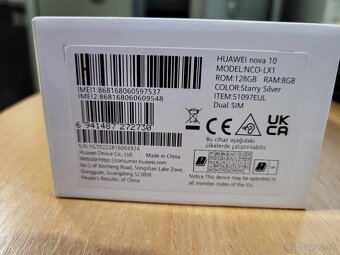 HUAWEI nova 10
MODEL:NCO-LX1
ROM:128GB RAM:8GB
COLOR:Starry Silver
ITEM:51097EUL
Dual SIM
IMEI1:868168060597537
IMEI2:868168060609548
6 941487 272730
S/N:YGT0222816004924
Huawei Device Co., Ltd. Made in China
Website:https://consumer.huawei.com
No.2 of Xincheng Road, Songshan Lake Zone,
Dongguan, Guangdong 523808,
People's Republic of China
CE
UK
CA
Bu cihaz aşağıdaki
ülkelerde kullanılabilir
This device may be operated in
all member states of the EU.